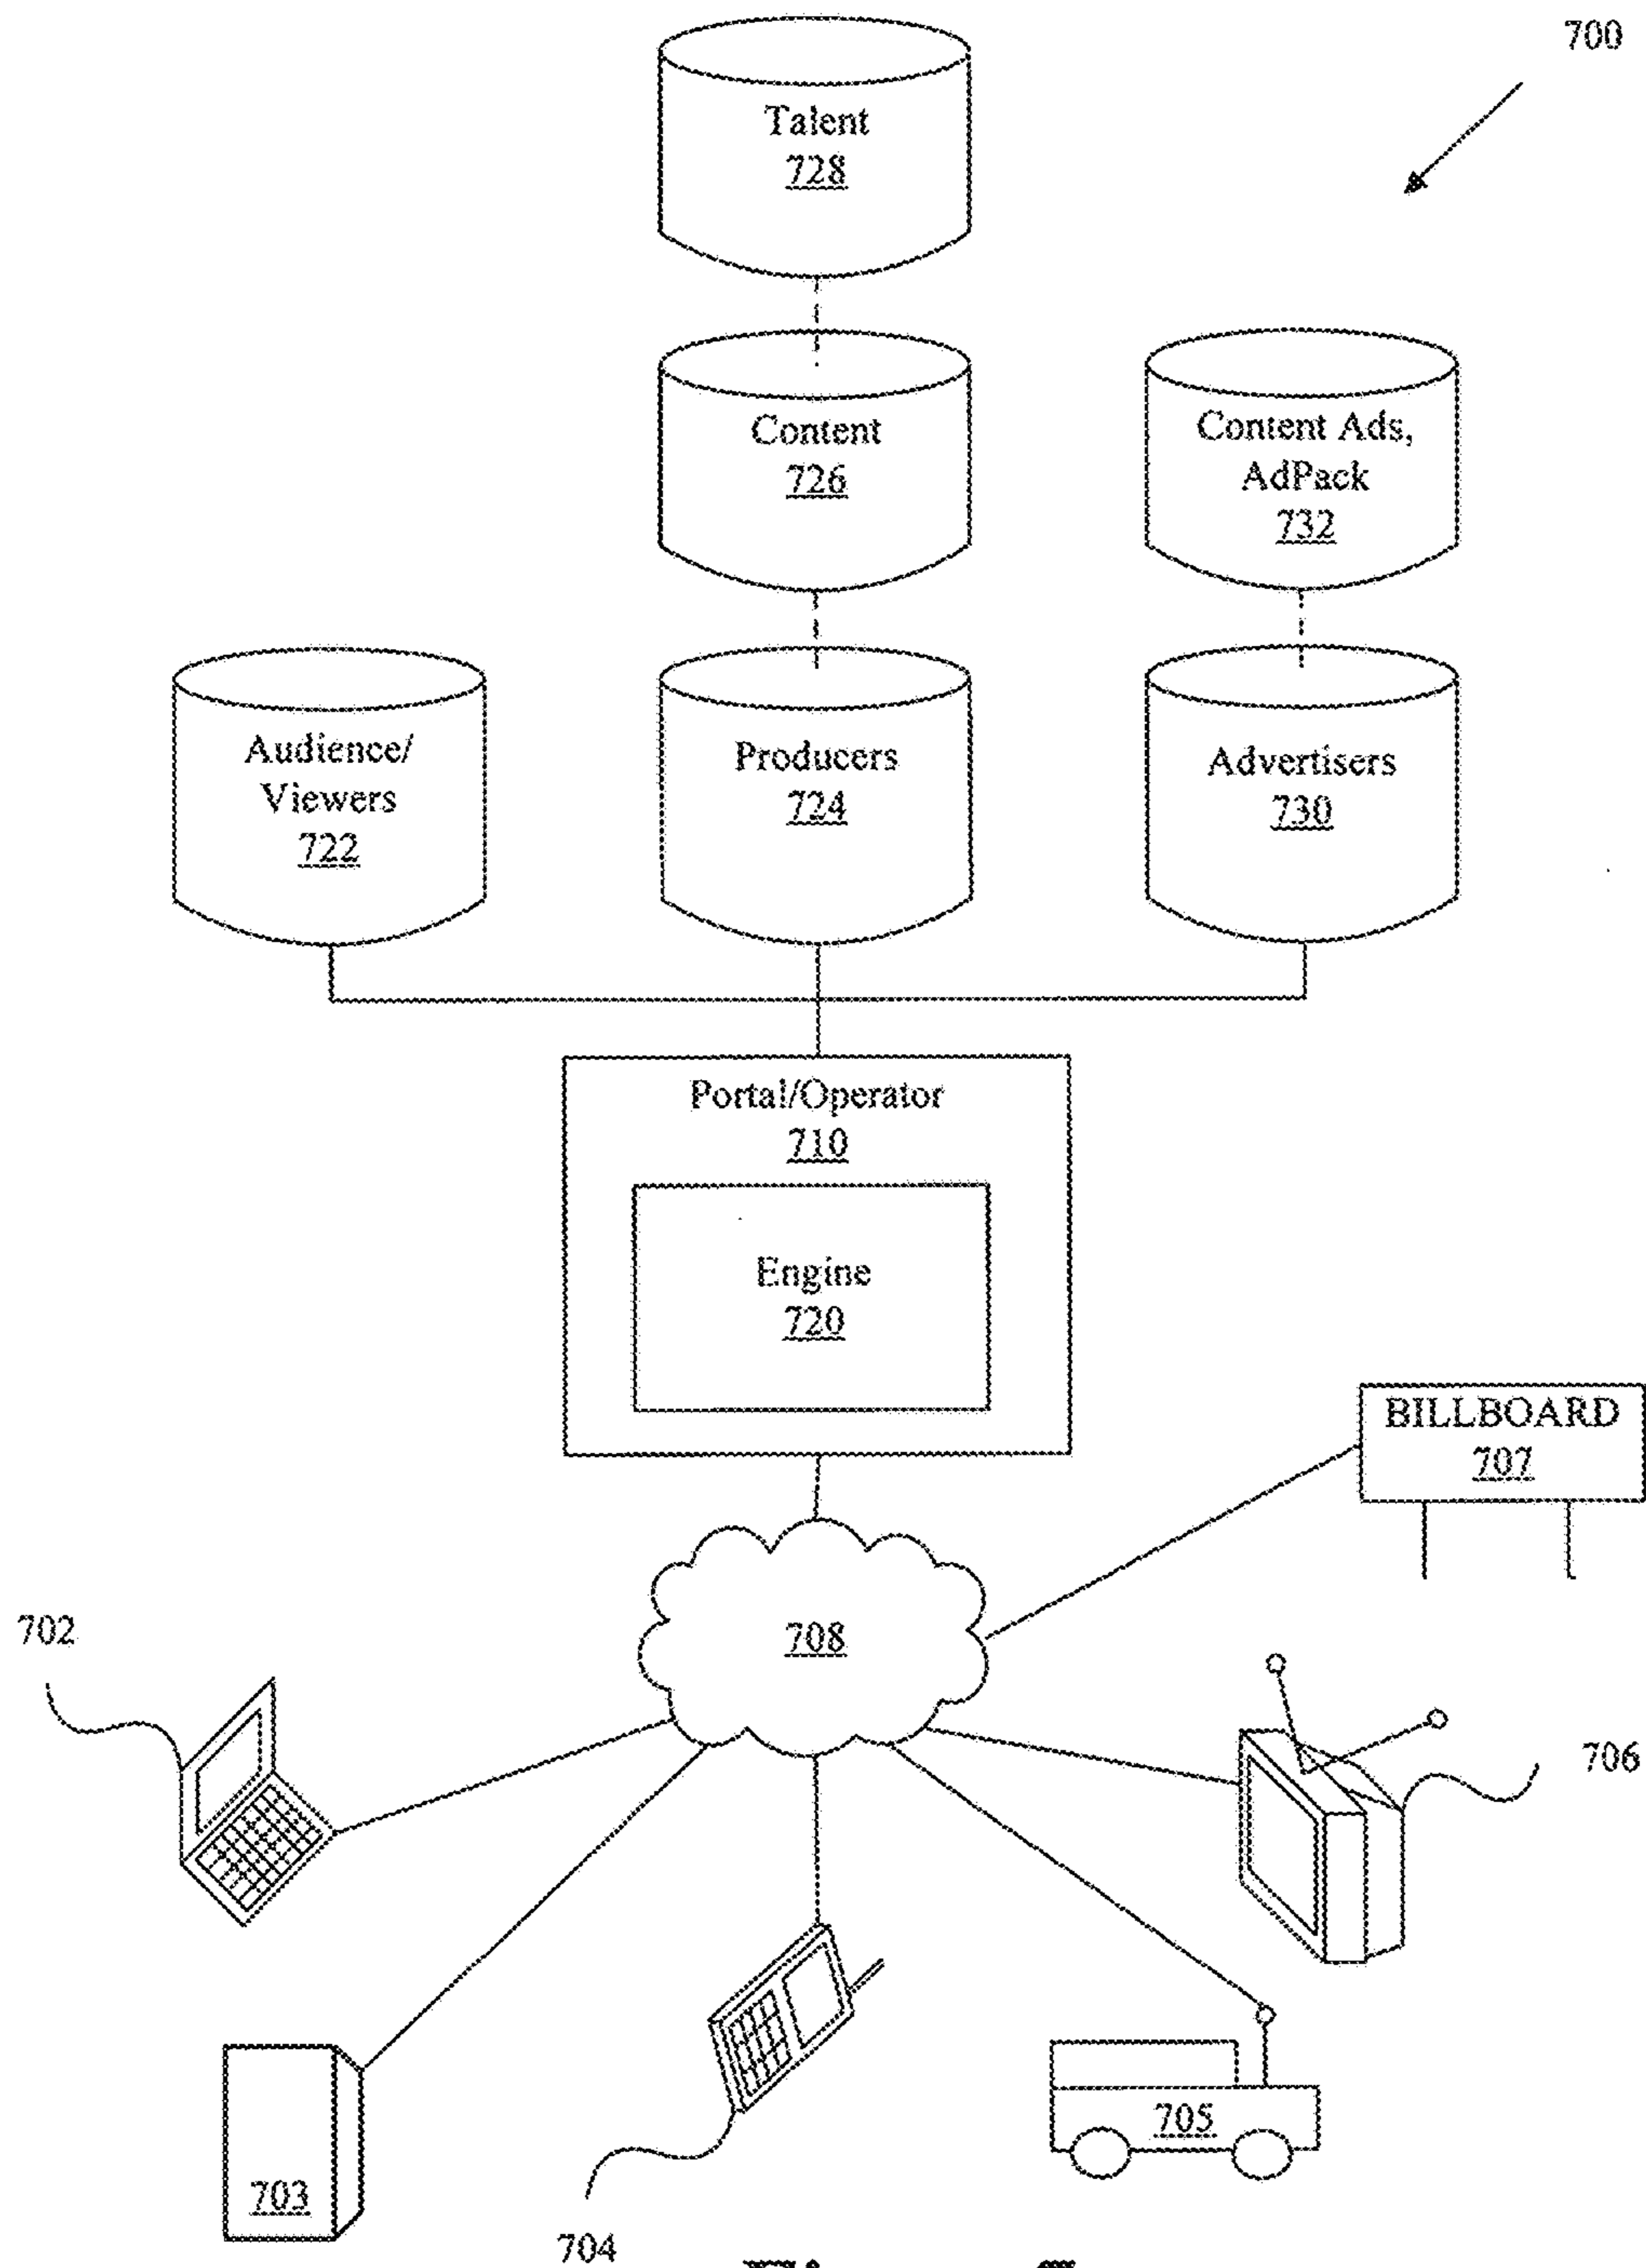 700
Talent
728
Content
726
Content Ads,
AdPack
732
Audience/
Viewers
722
Producers
724
Advertisers
730
Portal/Operator
710
Engine
720
BILLBOARD
707
708
702
706
705
703
704